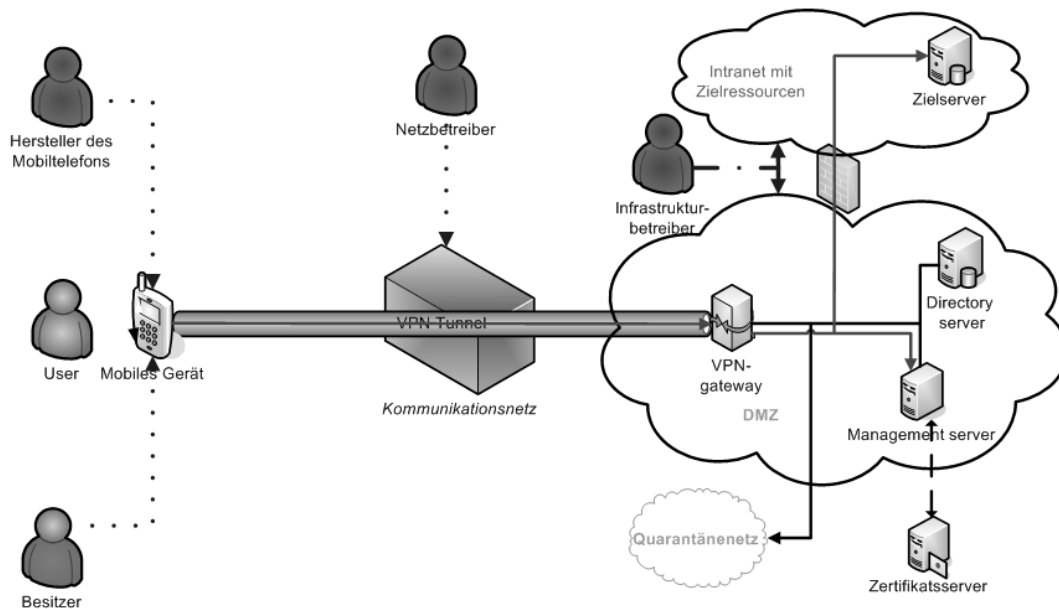 Hersteller des
Mobiltelefons
Netzbetreiber
Intranet mit
Zielressourcen
Zielserver
Infrastruktur-
betreiber
Directory
server
VPN Tunnel
User
Mobiles Gerät
VPN-
gateway
Kommunikationsnetz
DMZ
Management server
Quarantänenetz
Zertifikatsserver
Besitzer